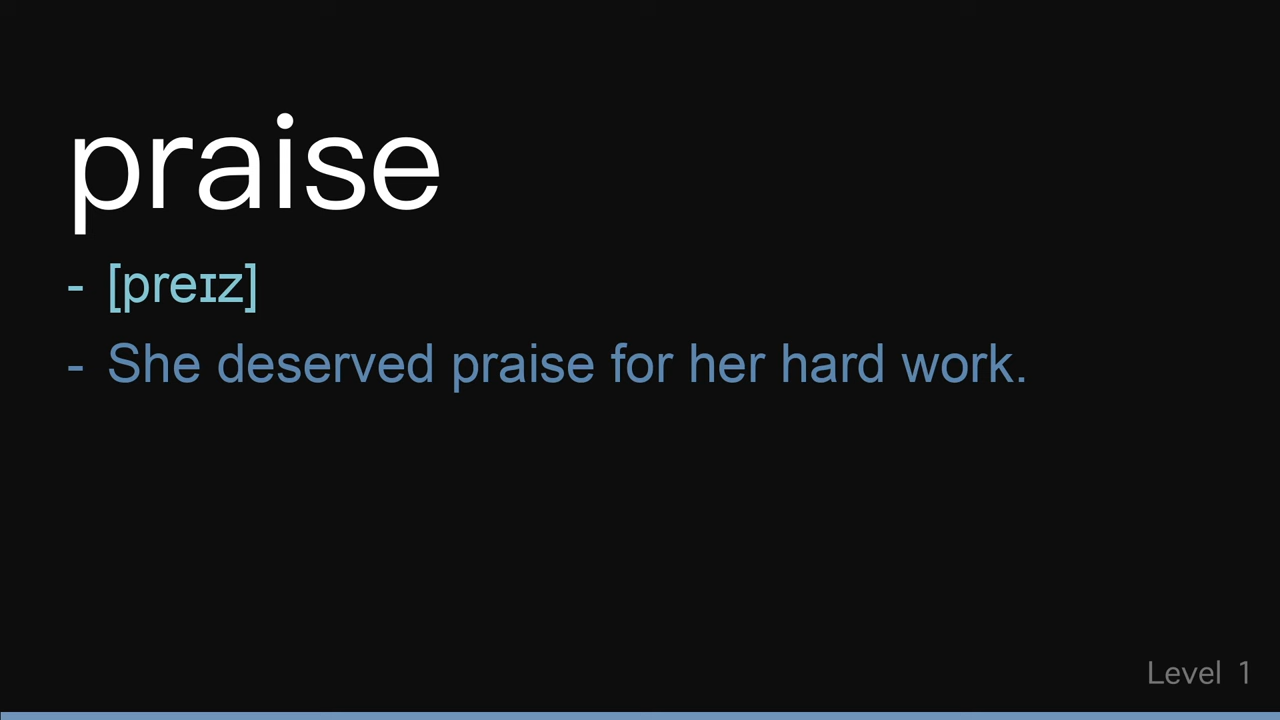 praise
- [preɪz]
- She deserved praise for her hard work.
Level 1